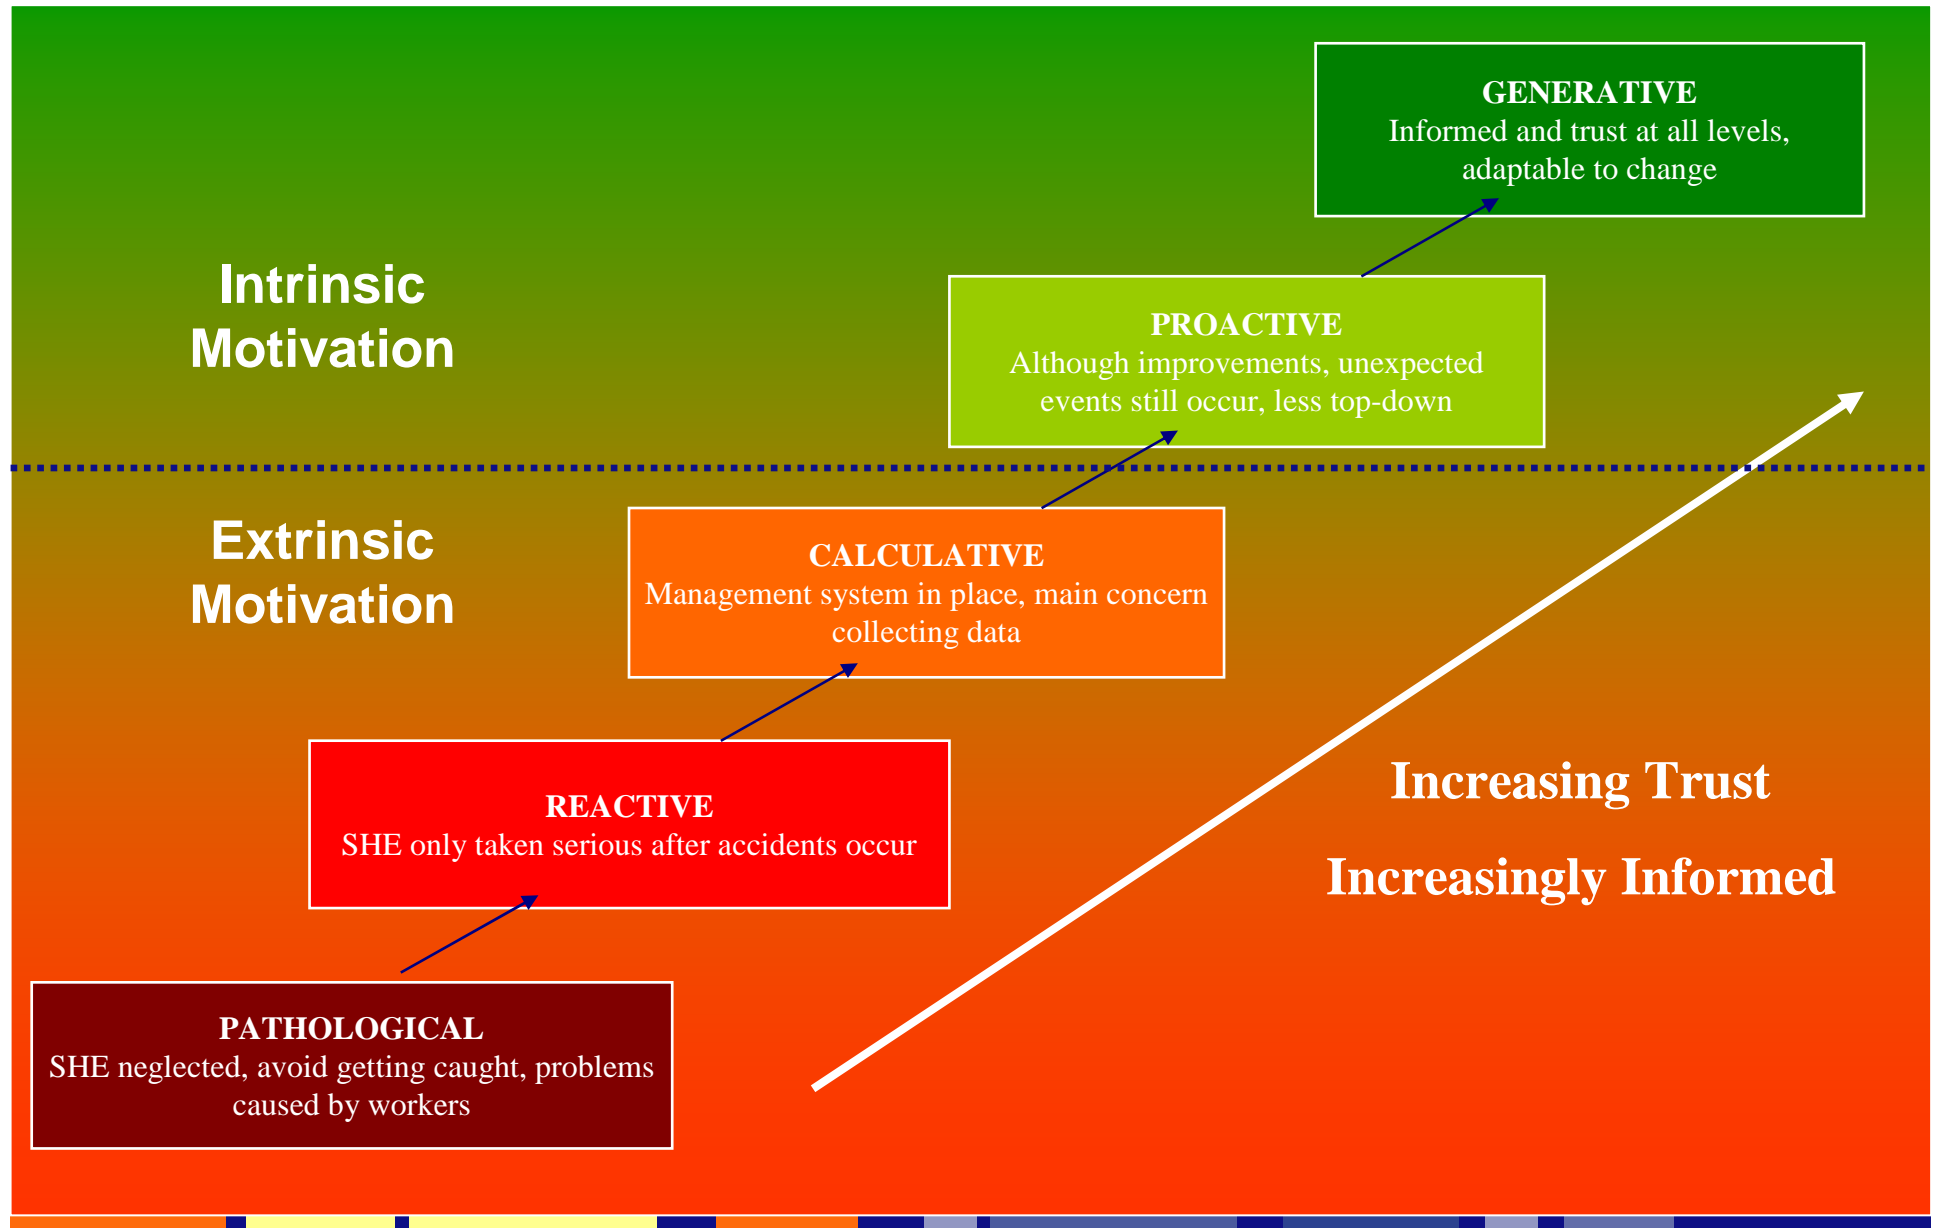 GENERATIVE
Informed and trust at all levels,
adaptable to change
Intrinsic
Motivation
PROACTIVE
Although improvements, unexpected
events still occur, less top-down
Extrinsic
Motivation
CALCULATIVE
Management system in place, main concern
collecting data
REACTIVE
SHE only taken serious after accidents occur
Increasing Trust
Increasingly Informed
PATHOLOGICAL
SHE neglected, avoid getting caught, problems
caused by workers